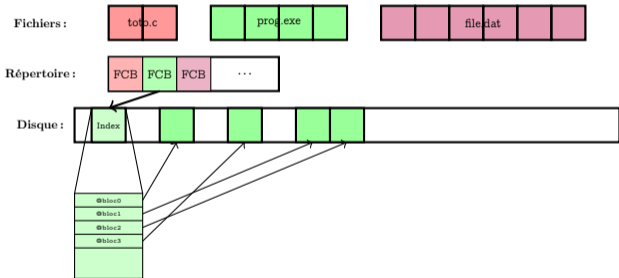 Fichiers : toto.c prog.exe file.dat
Répertoire : FCB FCB FCB ...
Disque : Index
@bloc0
@bloc1
@bloc2
@bloc3